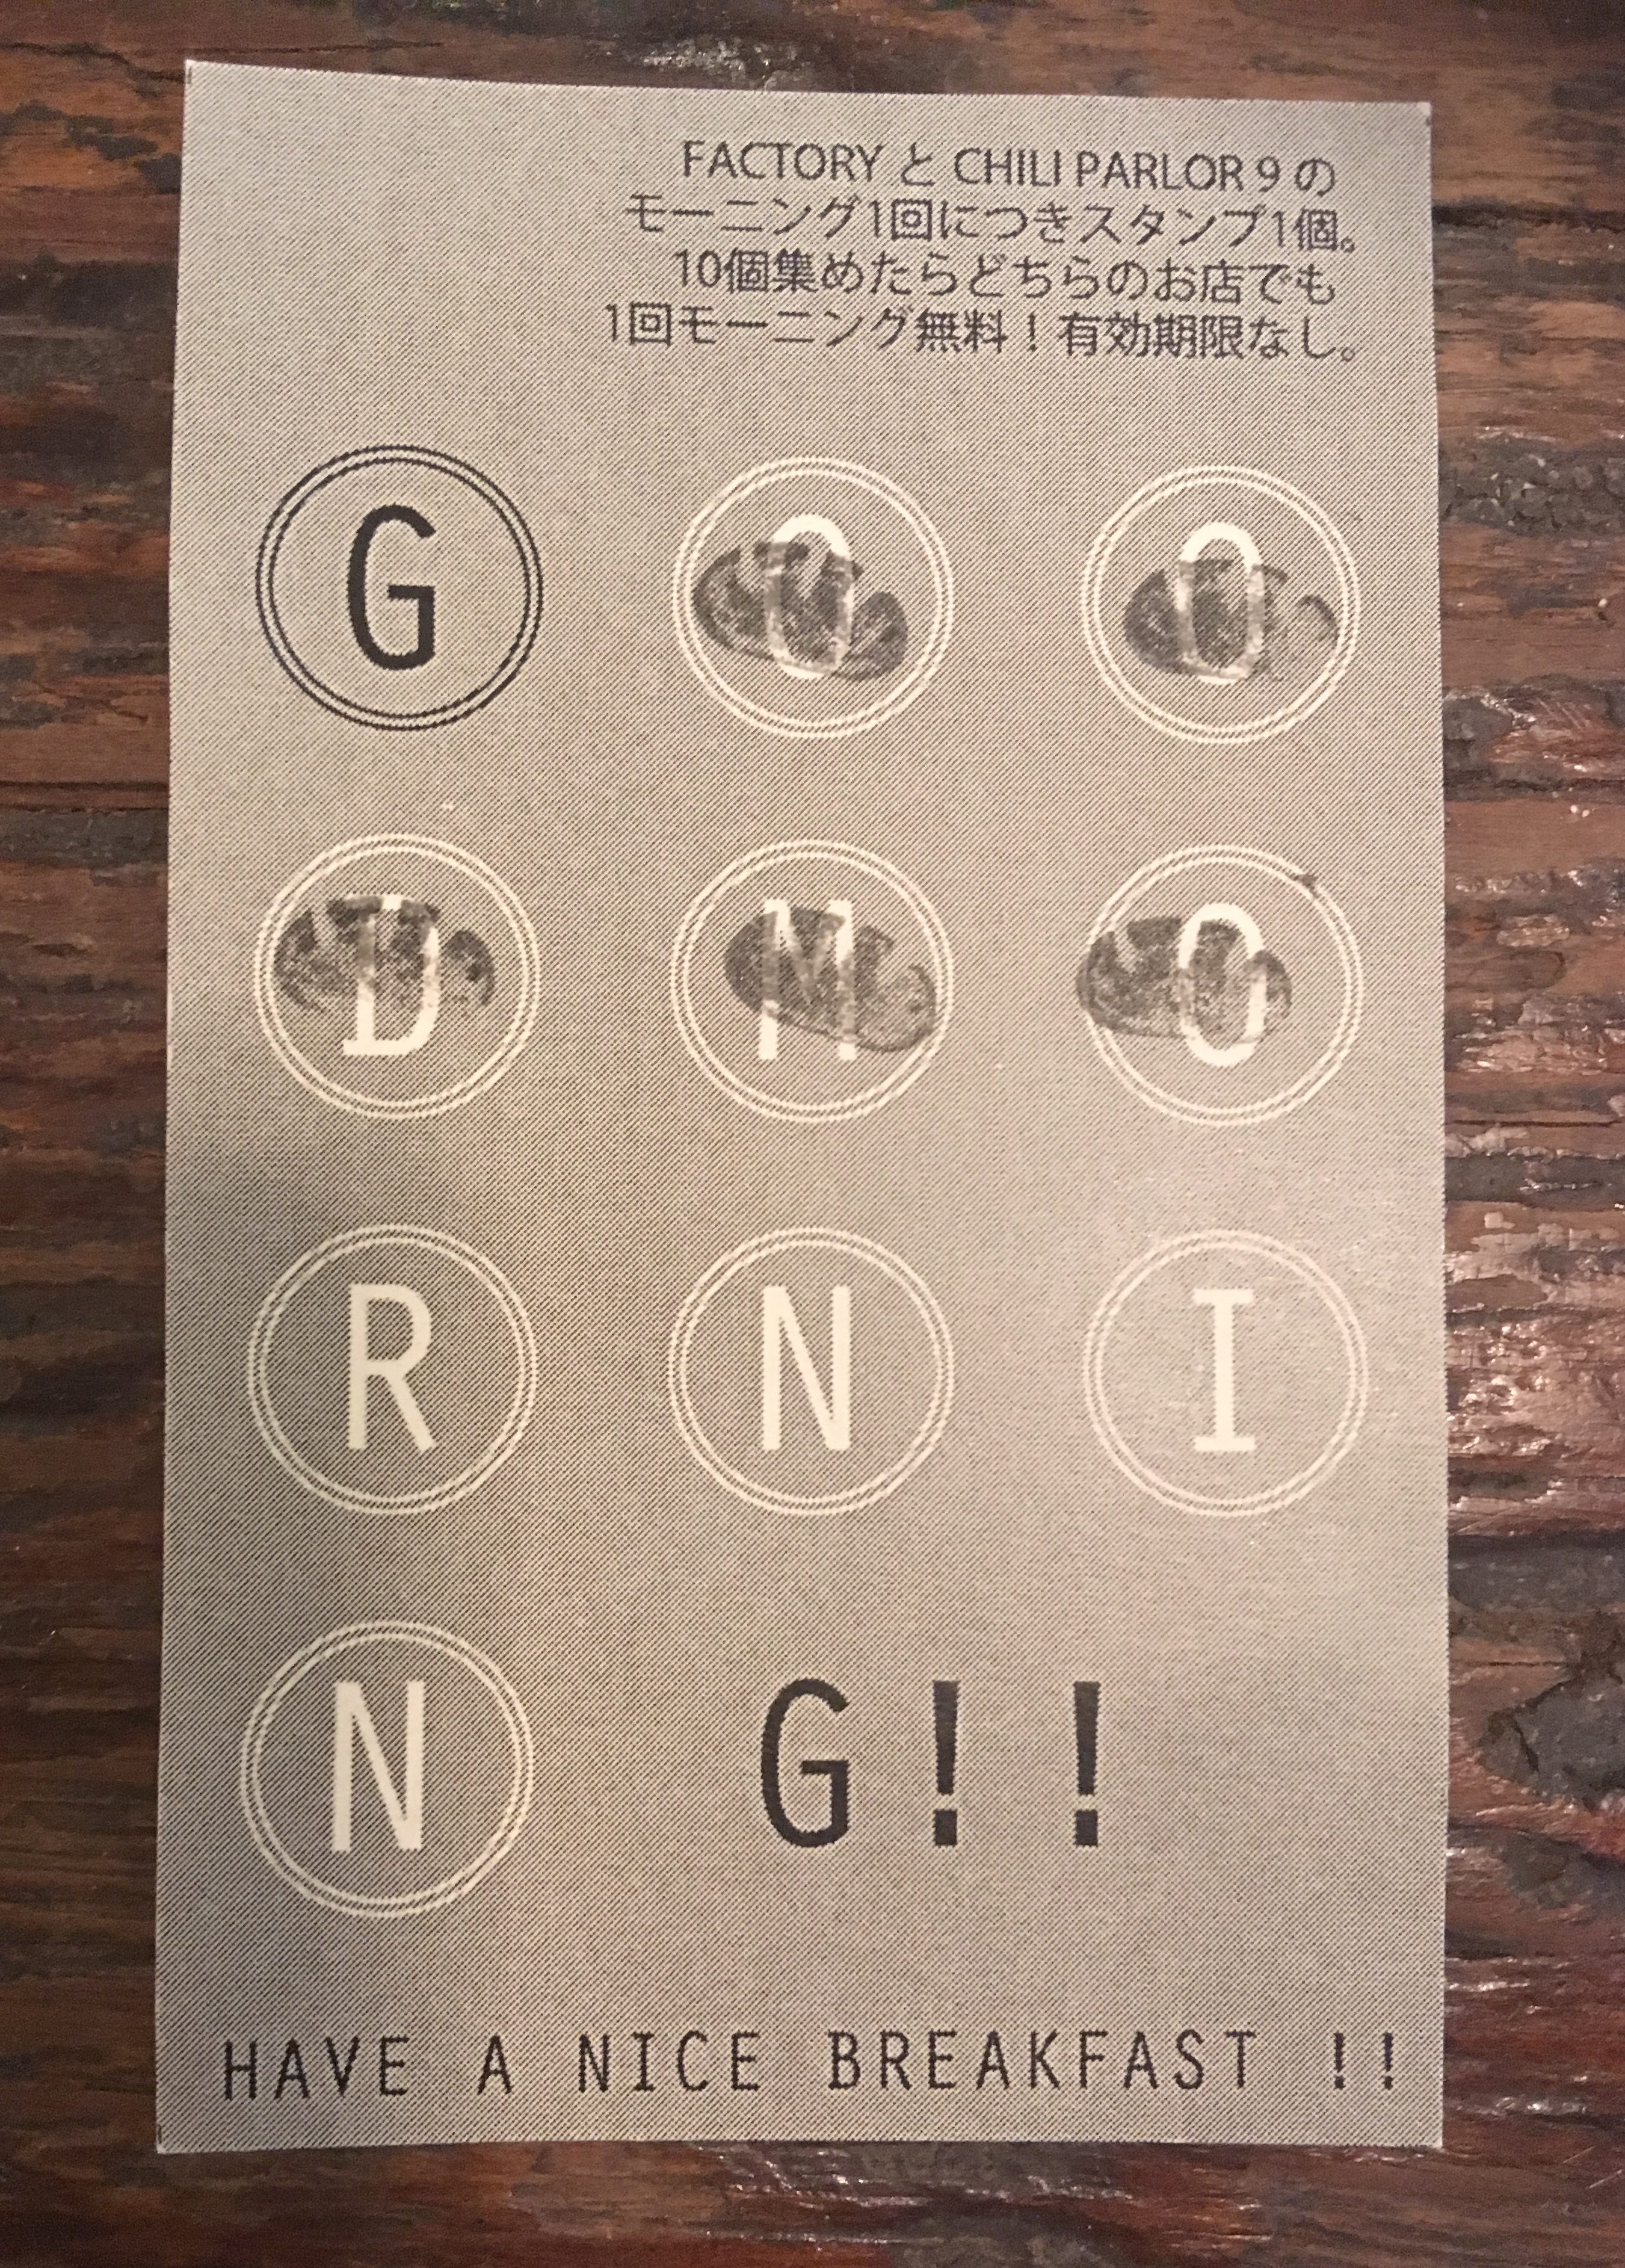 FACTORY と CHILI PARLOR 9 の
モーニング1回につきスタンプ1個。
10個集めたらどちらのお店でも
1回モーニング無料！有効期限なし。
G O O
D M O
R N I
N G!!
HAVE A NICE BREAKFAST !!